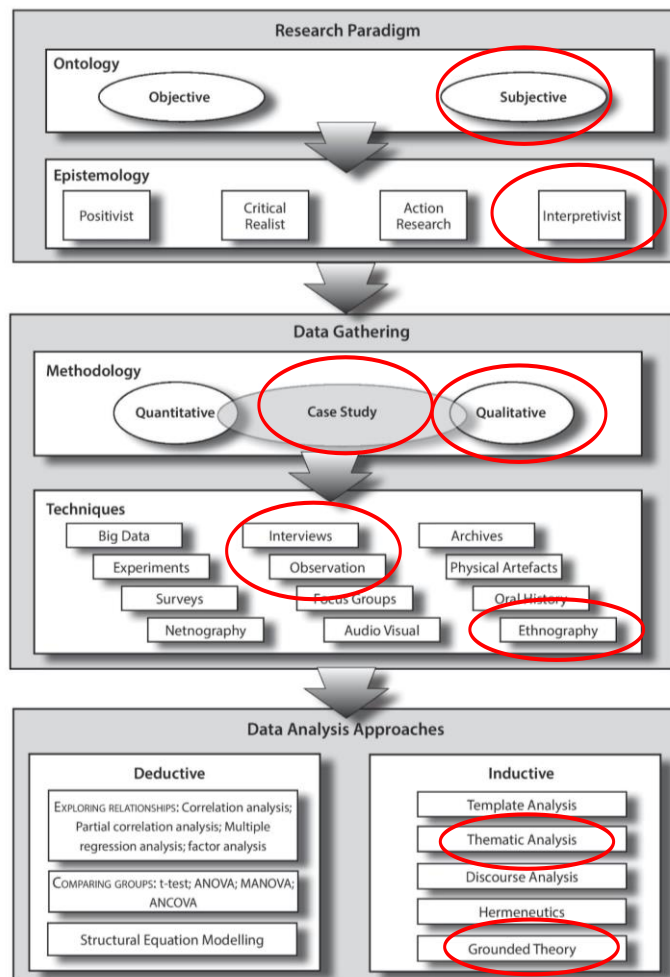 Research Paradigm
Ontology
Objective
Subjective
Epistemology
Positivist
Critical
Realist
Action
Research
Interpretivist
Data Gathering
Methodology
Quantitative
Case Study
Qualitative
Techniques
Big Data
Interviews
Archives
Experiments
Observation
Physical Artefacts
Surveys
Focus Groups
Oral History
Netnography
Audio Visual
Ethnography
Data Analysis Approaches
Deductive
EXPLORING RELATIONSHIPS: Correlation analysis;
Partial correlation analysis; Multiple
regression analysis; factor analysis
COMPARING GROUPS: t-test; ANOVA; MANOVA;
ANCOVA
Structural Equation Modelling
Inductive
Template Analysis
Thematic Analysis
Discourse Analysis
Hermeneutics
Grounded Theory